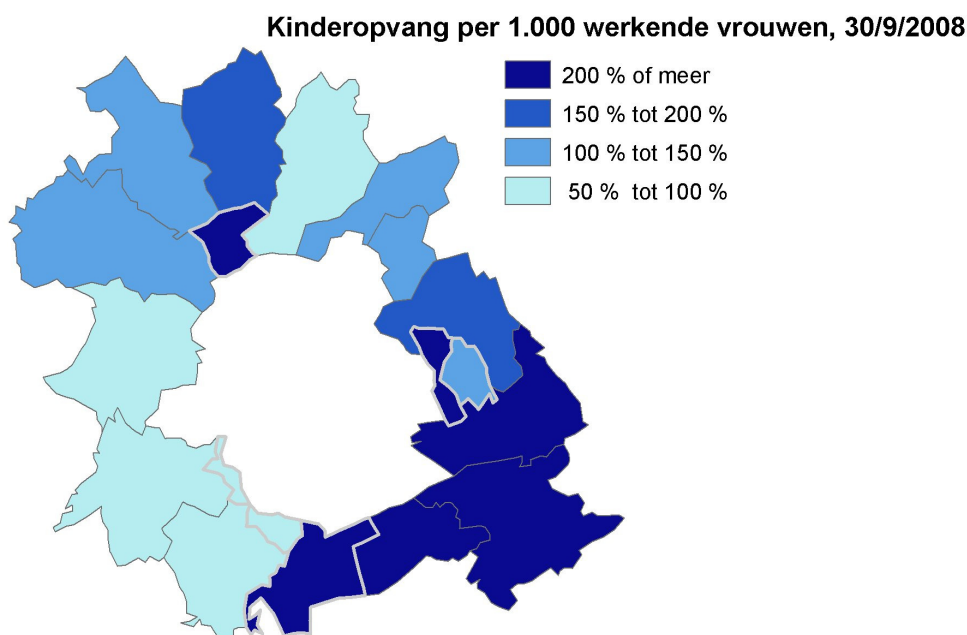 Kinderopvang per 1.000 werkende vrouwen, 30/9/2008
200 % of meer
150 % tot 200 %
100 % tot 150 %
50 % tot 100 %